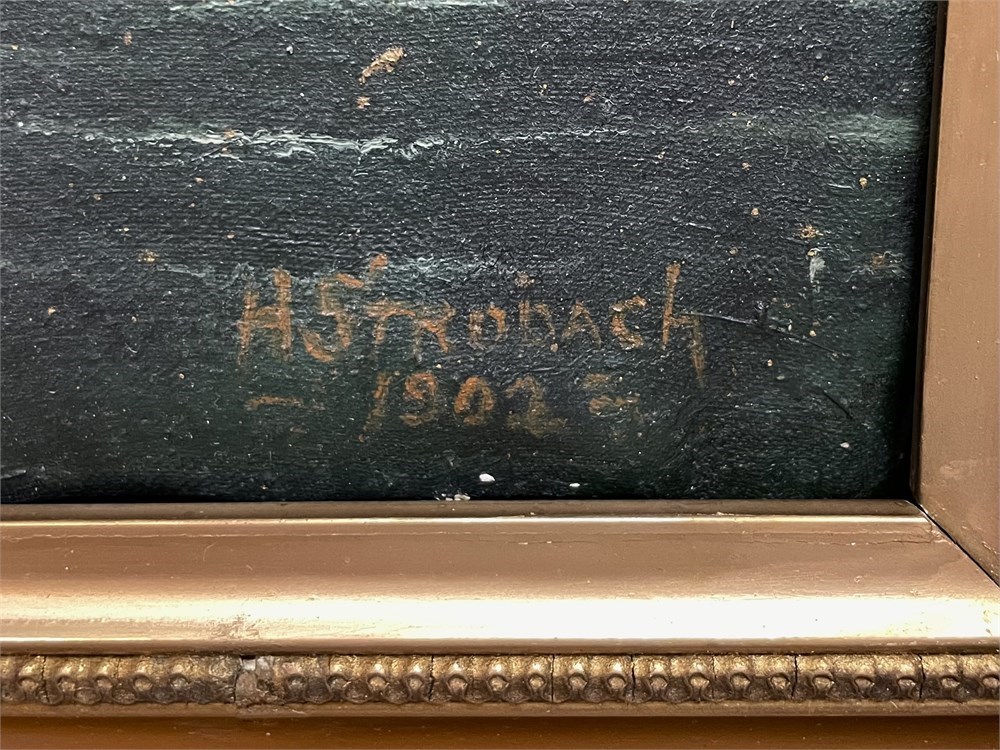 H STROBACh
- 1902 -